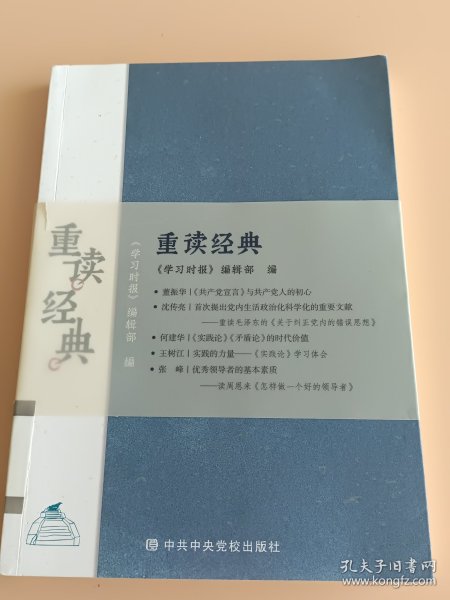 重读经典
《学习时报》编辑部 编
重读经典
《学习时报》编辑部 编
• 董振华|《共产党宣言》与共产党人的初心
• 沈传亮|首次提出党内生活政治化科学化的重要文献
——重读毛泽东的《关于纠正党内的错误思想》
• 何建华|《实践论》《矛盾论》的时代价值
• 王树江|实践的力量——《实践论》学习体会
• 张 峰|优秀领导者的基本素质
——读周恩来《怎样做一个好的领导者》
中共中央党校出版社
孔夫子旧书网
www.kongfz.com